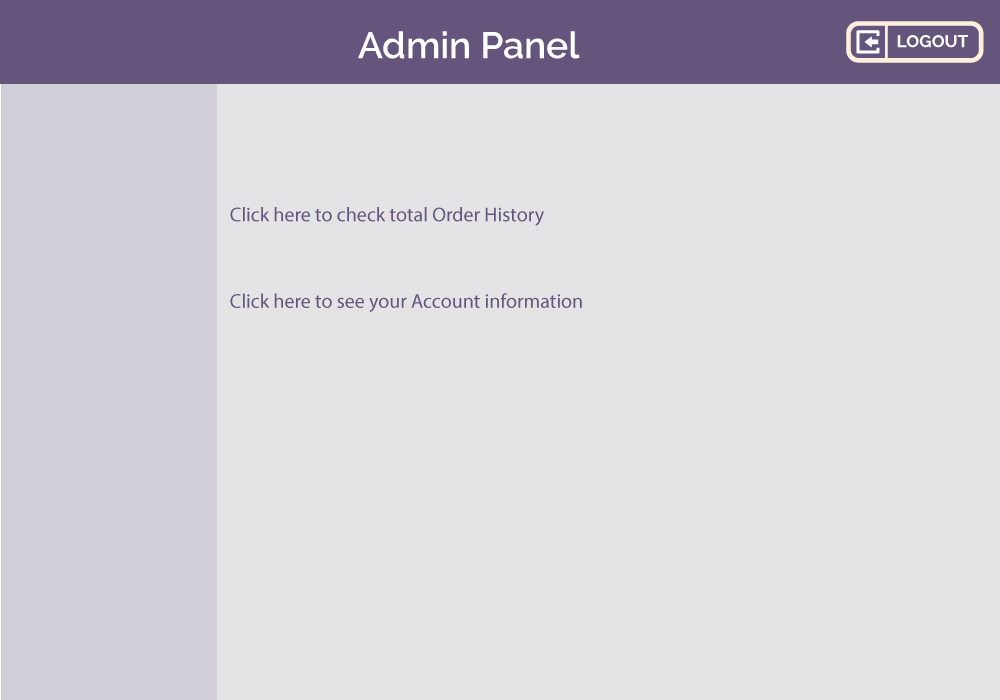 Admin Panel
LOGOUT
Click here to check total Order History
Click here to see your Account information